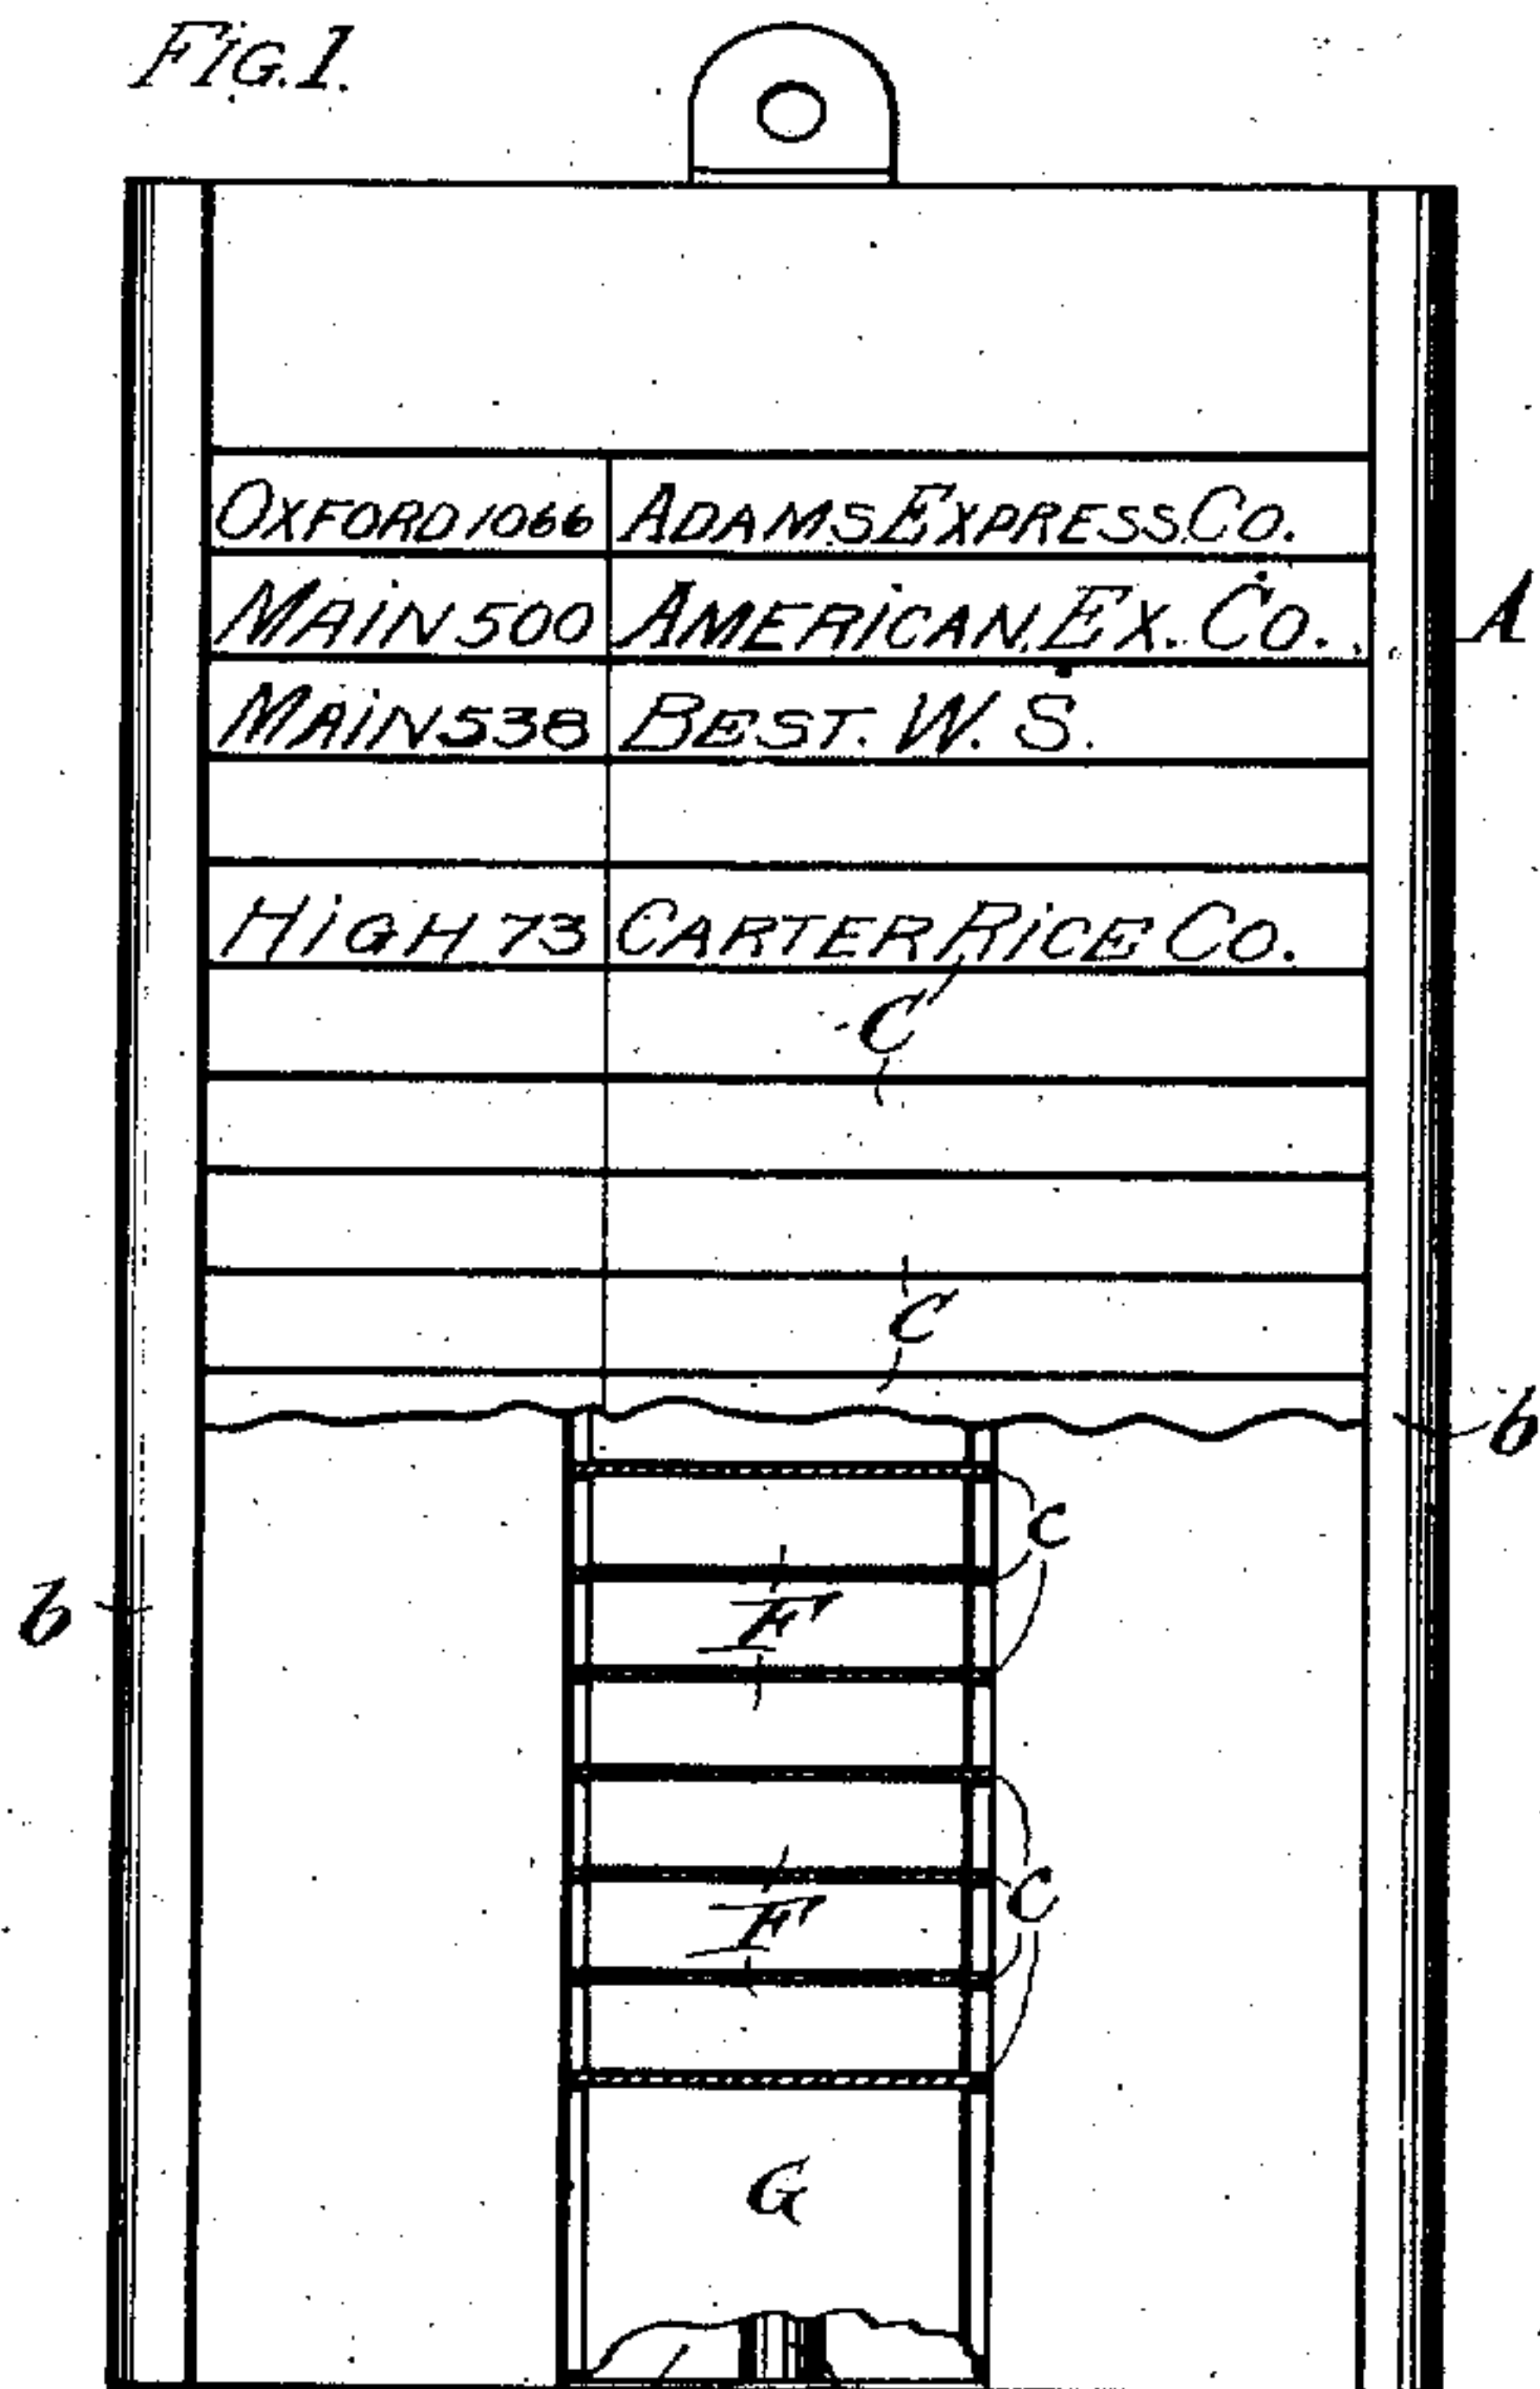 Fig. 1.
OXFORD 1066 ADAMS EXPRESS CO.
MAIN 500 AMERICAN EX. CO.
A
MAIN 538 BEST. W. S.
HIGH 73 CARTER RICE CO.
C
C
b
c
F
b
c
F
G